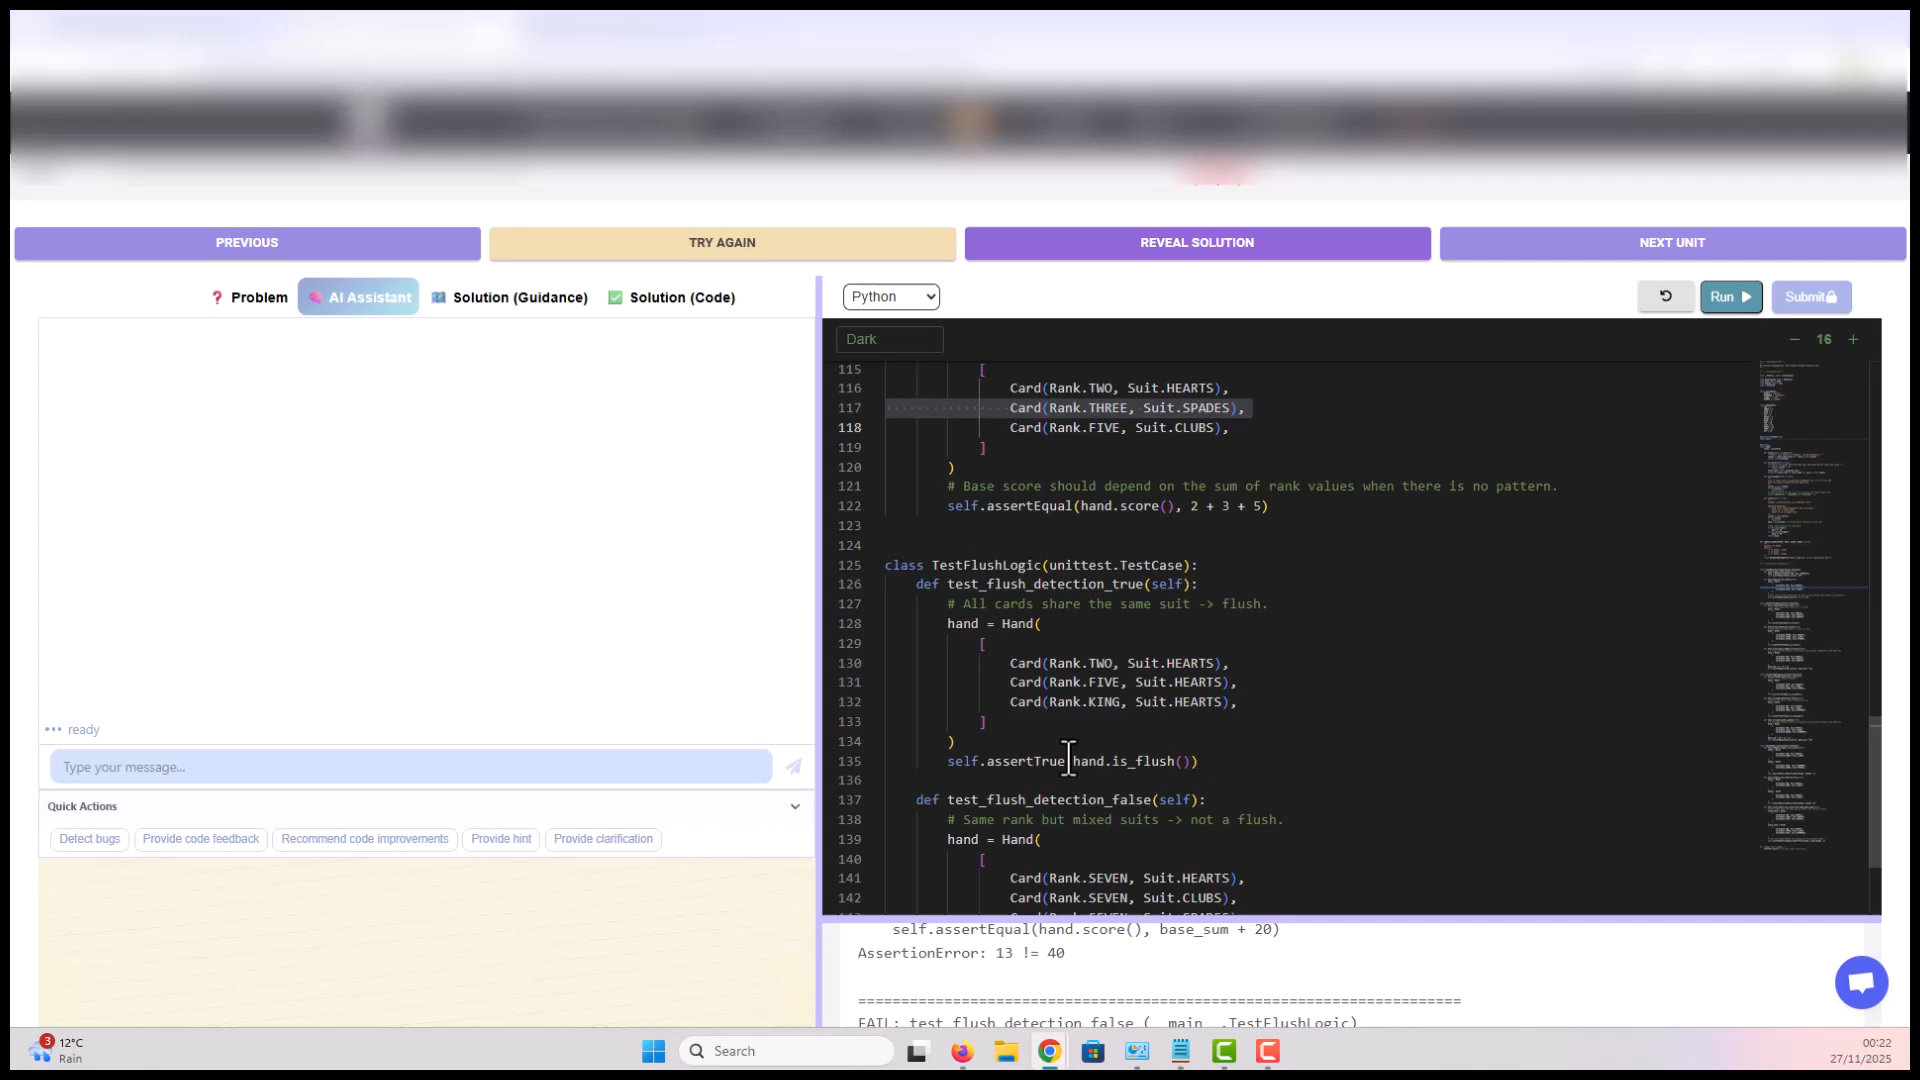 PREVIOUS
TRY AGAIN
REVEAL SOLUTION
NEXT UNIT
❓ Problem
AI Assistant
Solution (Guidance)
Solution (Code)
Python
Run
Submit
Dark
− 16 +
115 [
116 Card(Rank.TWO, Suit.HEARTS),
117 Card(Rank.THREE, Suit.SPADES),
118 Card(Rank.FIVE, Suit.CLUBS),
119 ]
120 )
121 # Base score should depend on the sum of rank values when there is no pattern.
122 self.assertEqual(hand.score(), 2 + 3 + 5)
123
124
125 class TestFlushLogic(unittest.TestCase):
126 def test_flush_detection_true(self):
127 # All cards share the same suit -> flush.
128 hand = Hand(
129 [
130 Card(Rank.TWO, Suit.HEARTS),
131 Card(Rank.FIVE, Suit.HEARTS),
132 Card(Rank.KING, Suit.HEARTS),
133 ]
134 )
135 self.assertTrue(hand.is_flush())
136
137 def test_flush_detection_false(self):
138 # Same rank but mixed suits -> not a flush.
139 hand = Hand(
140 [
141 Card(Rank.SEVEN, Suit.HEARTS),
142 Card(Rank.SEVEN, Suit.CLUBS),
self.assertEqual(hand.score(), base_sum + 20)
AssertionError: 13 != 40
======================================================================
FAIL: test_flush_detection_false (__main__.TestFlushLogic)
••• ready
Type your message...
Quick Actions
Detect bugs
Provide code feedback
Recommend code improvements
Provide hint
Provide clarification
3
12°C
Rain
Search
00:22
27/11/2025